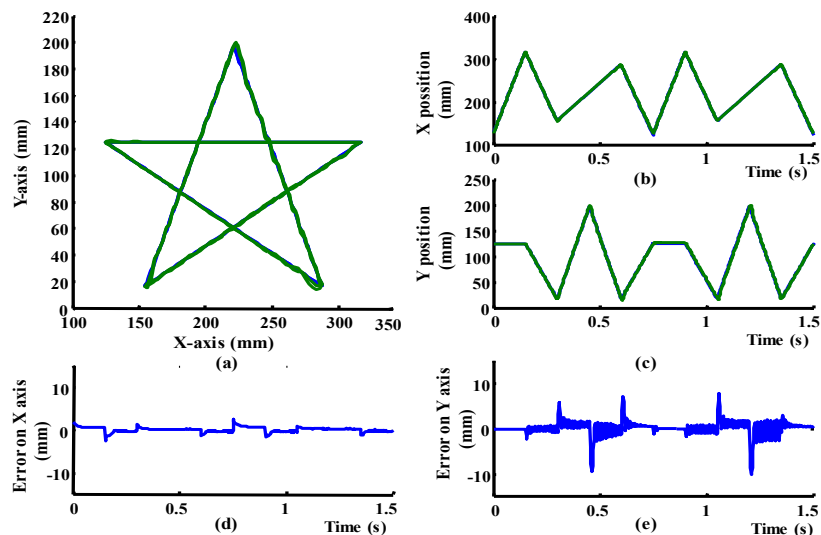 220
200
180
160
140
120
100
80
60
40
20
0
Y-axis (mm)
100
150
200
250
300
350
X-axis (mm)
(a)
400
300
200
100
X possition
(mm)
0.5
1
1.5
(b)
Time (s)
250
200
150
100
50
0
Y position
(mm)
0
0.5
1
1.5
(c)
Time (s)
10
0
-10
Error on X axis
(mm)
0
0.5
1
1.5
(d)
Time (s)
10
0
-10
Error on Y axis
(mm)
0
0.5
1
1.5
(e)
Time (s)